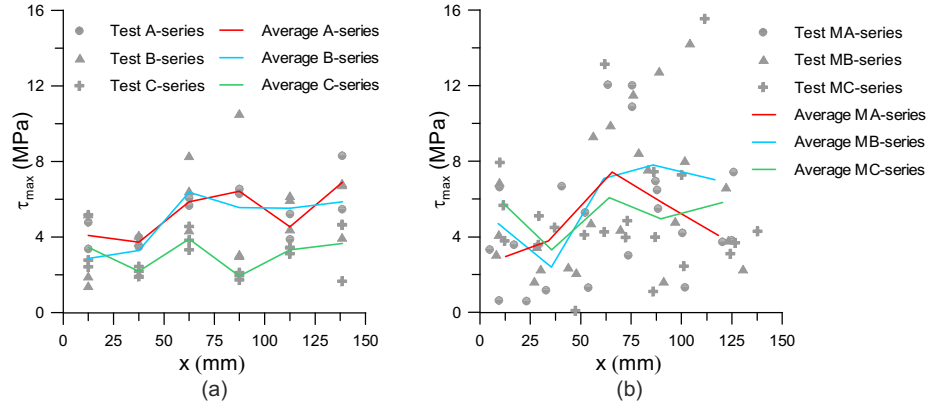 16
12
8
4
0
τmax (MPa)
Test A-series
Test B-series
Test C-series
Average A-series
Average B-series
Average C-series
0 25 50 75 100 125 150
x (mm)
(a)
16
12
8
4
0
τmax (MPa)
Test MA-series
Test MB-series
Test MC-series
Average MA-series
Average MB-series
Average MC-series
0 25 50 75 100 125 150
x (mm)
(b)